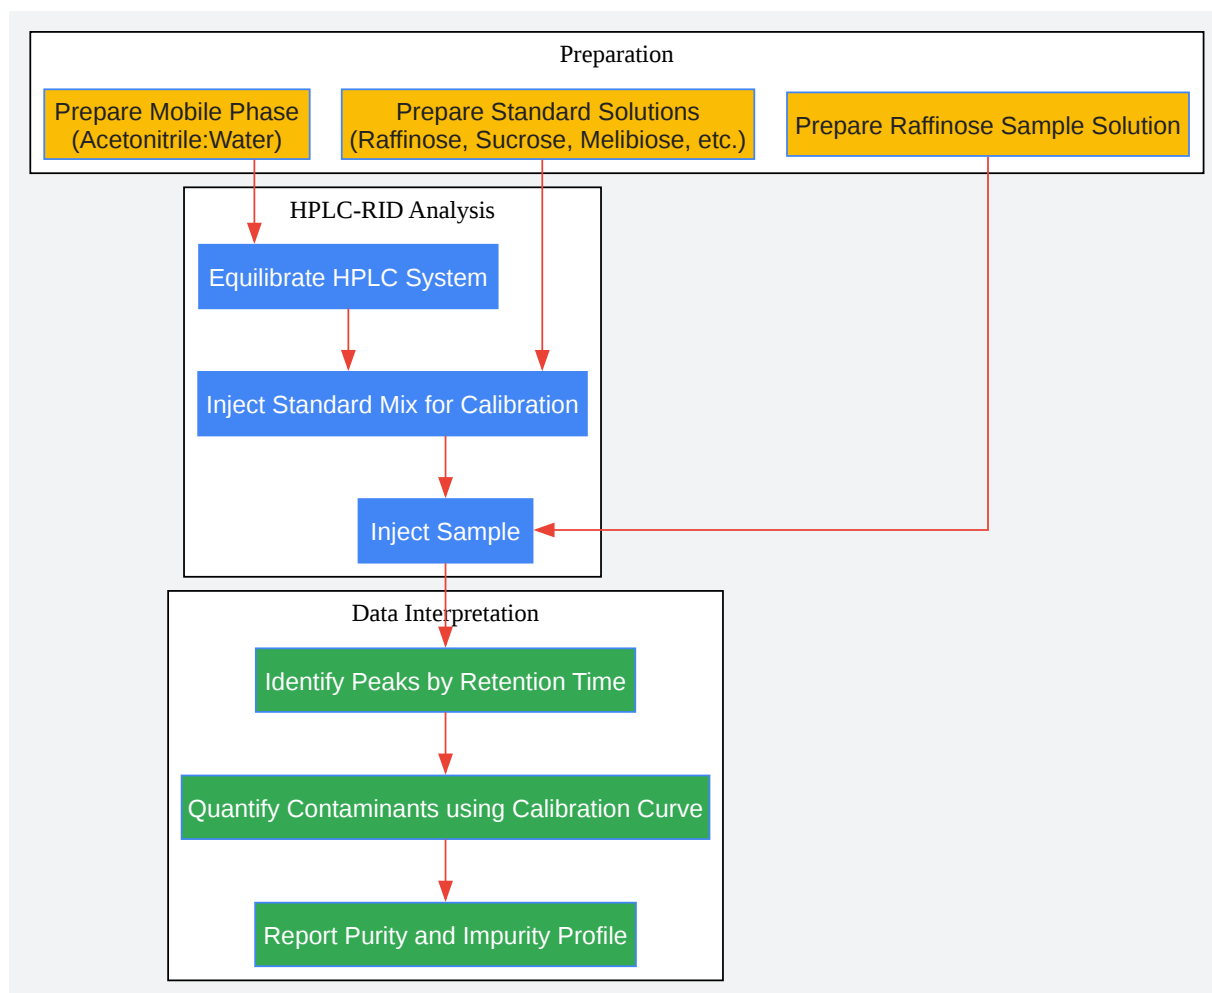 Preparation
Prepare Mobile Phase
(Acetonitrile:Water)
Prepare Standard Solutions
(Raffinose, Sucrose, Melibiose, etc.)
Prepare Raffinose Sample Solution
HPLC-RID Analysis
Equilibrate HPLC System
Inject Standard Mix for Calibration
Inject Sample
Data Interpretation
Identify Peaks by Retention Time
Quantify Contaminants using Calibration Curve
Report Purity and Impurity Profile